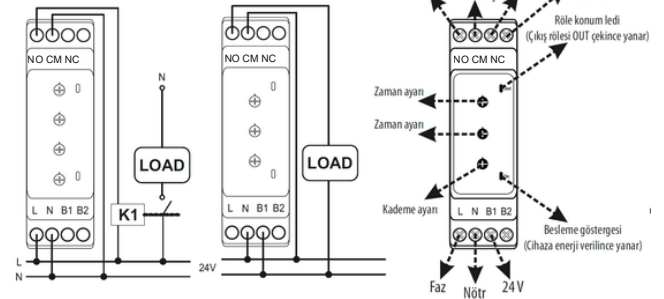 NO CM NC
L N B1 B2
L
N
N
LOAD
K1
NO CM NC
L N B1 B2
24V
LOAD
Röle konum ledi
(Çıkış rölesi OUT çekince yanar)
NO CM NC
Zaman ayarı
Zaman ayarı
Kademe ayarı
L N B1 B2
Besleme göstergesi
(Cihaza enerji verilince yanar)
Faz
Nötr
24 V